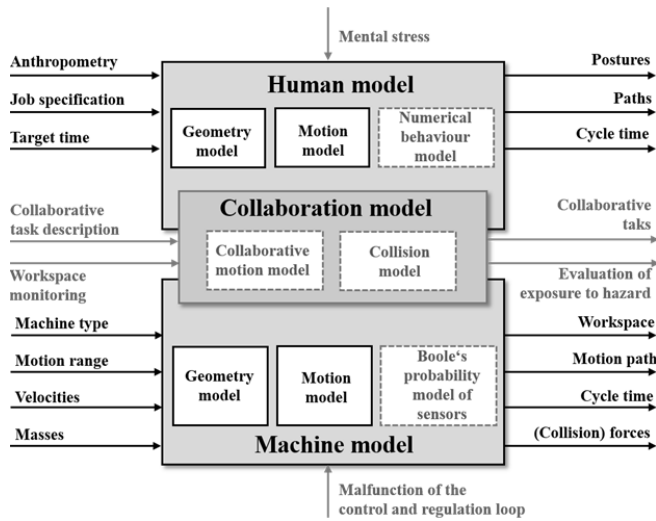 Mental stress
Anthropometry
Job specification
Target time
Human model
Geometry
model
Motion
model
Numerical
behaviour
model
Postures
Paths
Cycle time
Collaborative
task description
Workspace
monitoring
Collaboration model
Collaborative
motion model
Collision
model
Collaborative
taks
Evaluation of
exposure to hazard
Machine type
Motion range
Velocities
Masses
Geometry
model
Motion
model
Boole‘s
probability
model of
sensors
Machine model
Workspace
Motion path
Cycle time
(Collision) forces
Malfunction of the
control and regulation loop